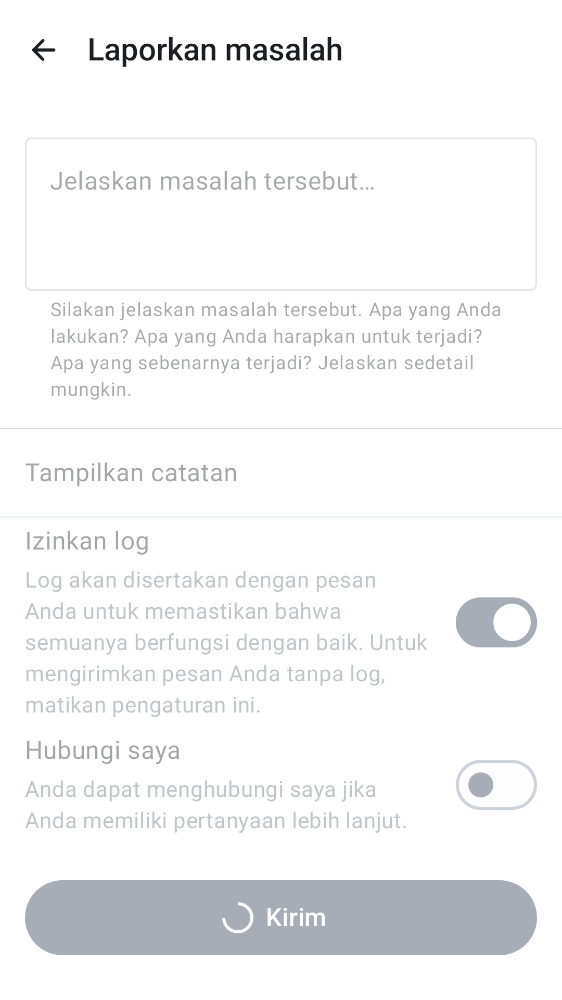 Laporkan masalah
Jelaskan masalah tersebut...
Silakan jelaskan masalah tersebut. Apa yang Anda
lakukan? Apa yang Anda harapkan untuk terjadi?
Apa yang sebenarnya terjadi? Jelaskan sedetail
mungkin.
Tampilkan catatan
Izinkan log
Log akan disertakan dengan pesan
Anda untuk memastikan bahwa
semuanya berfungsi dengan baik. Untuk
mengirimkan pesan Anda tanpa log,
matikan pengaturan ini.
Hubungi saya
Anda dapat menghubungi saya jika
Anda memiliki pertanyaan lebih lanjut.
Kirim